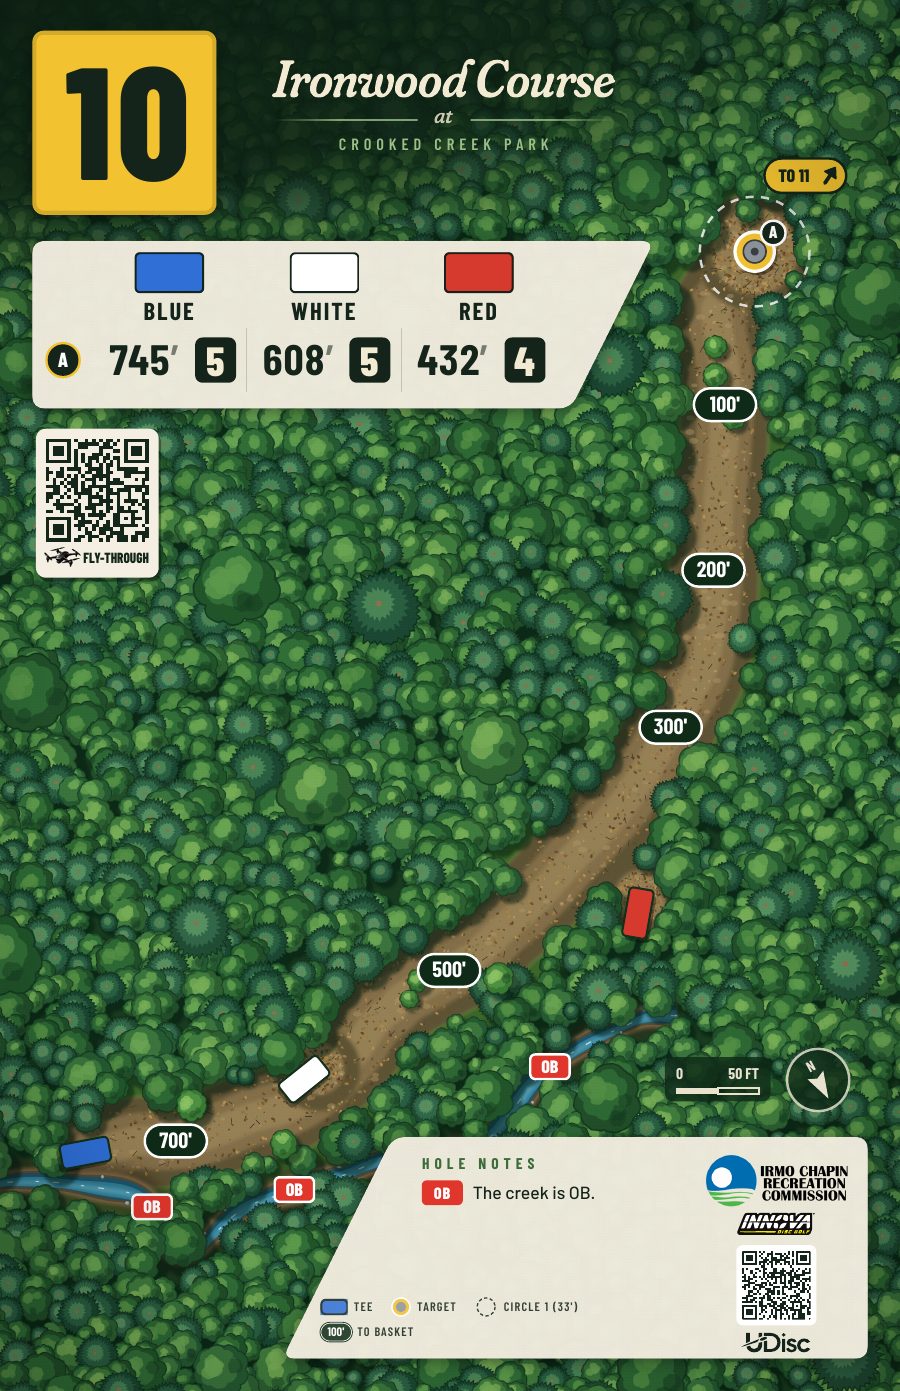 10
Ironwood Course
at
CROOKED CREEK PARK
TO 11
A
BLUE WHITE RED
A 745' 5 608' 5 432' 4
100'
FLY-THROUGH
200'
300'
500'
OB
0 50 FT
N
700'
OB
OB
HOLE NOTES
OB The creek is OB.
IRMO CHAPIN
RECREATION
COMMISSION
INNOVA
DISC GOLF
TEE TARGET CIRCLE 1 (33')
100' TO BASKET
UDisc